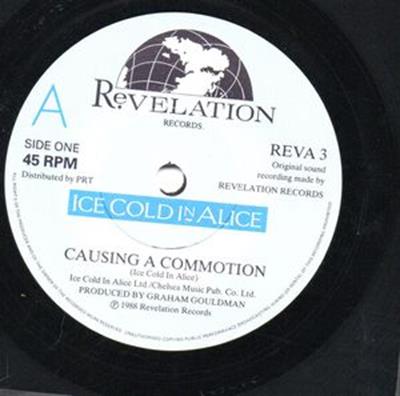 A
REVELATION
RECORDS
SIDE ONE
45 RPM
Distributed by PRT
REVA 3
Original sound
recording made by
REVELATION RECORDS
ICE COLD IN ALICE
CAUSING A COMMOTION
(Ice Cold In Alice)
Ice Cold In Alice Ltd /Chelsea Music Pub. Co. Ltd.
PRODUCED BY GRAHAM GOULDMAN
℗ 1988 Revelation Records